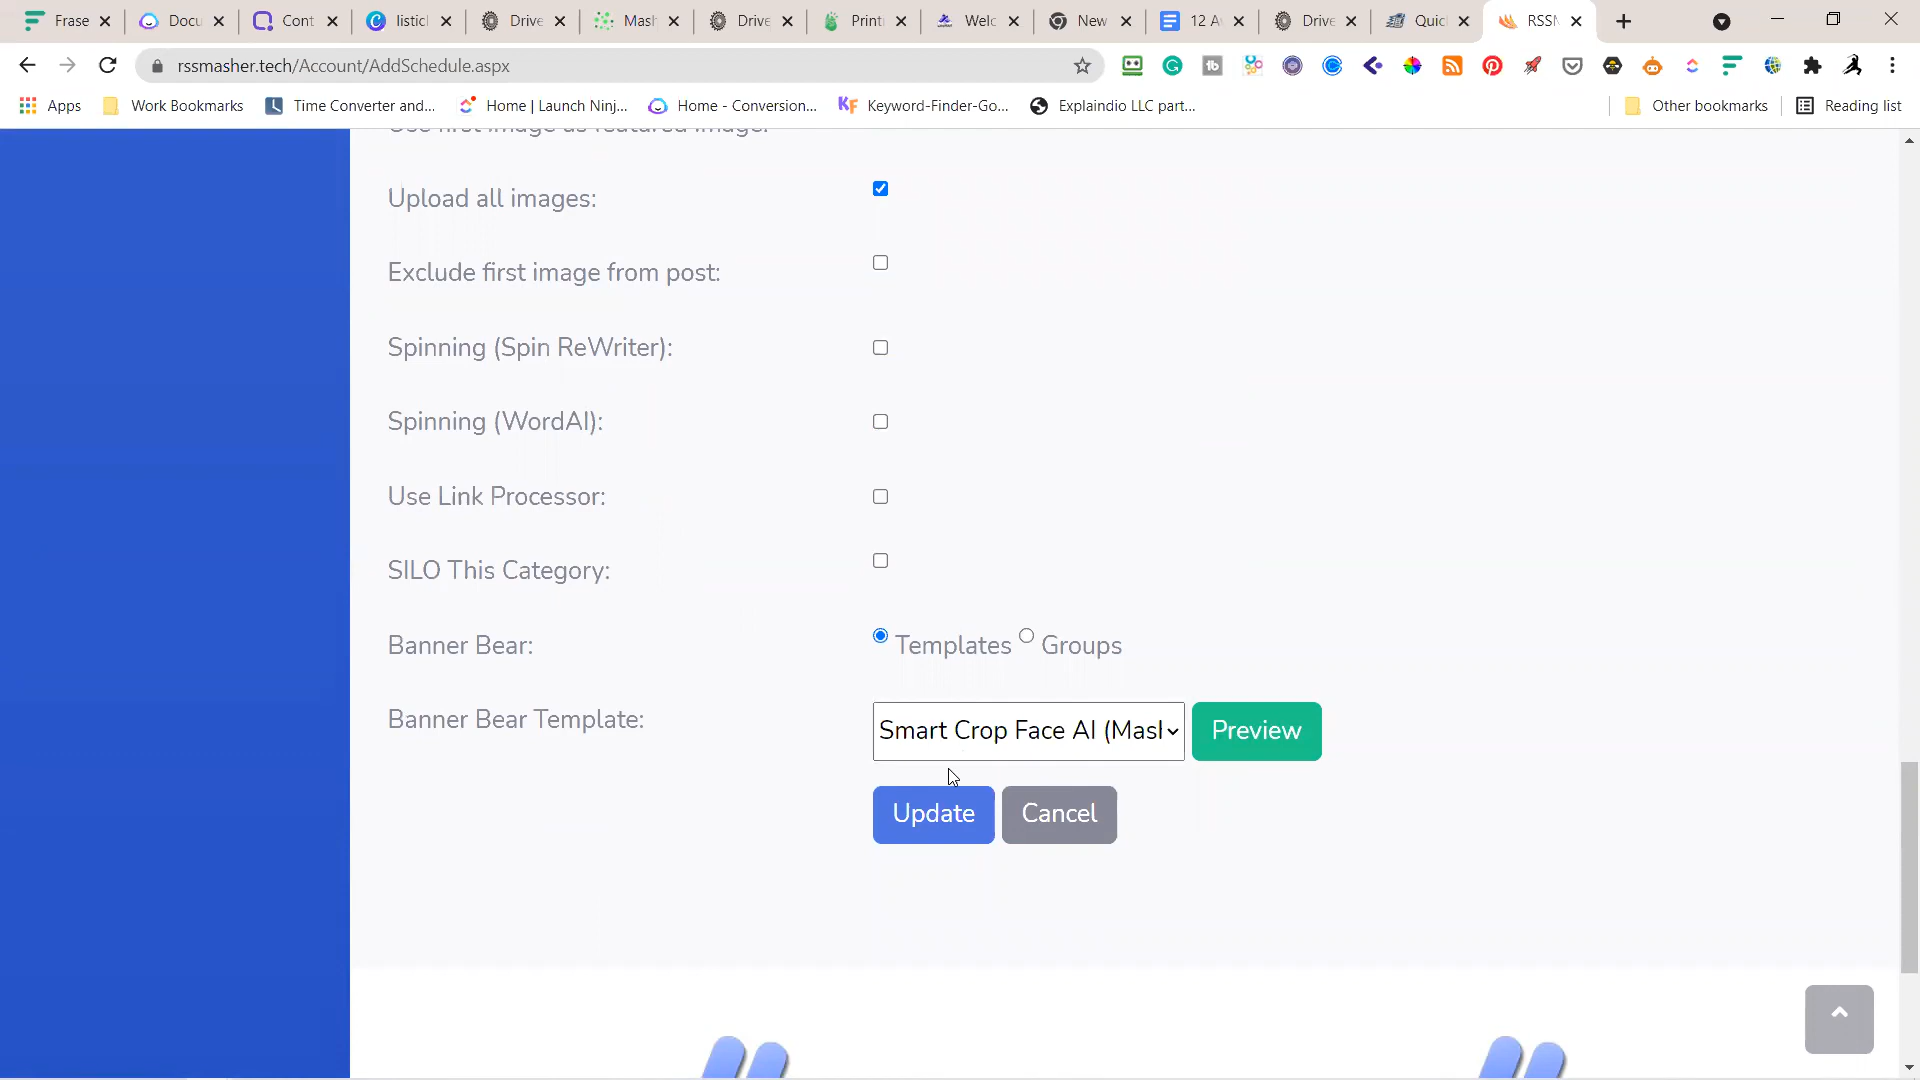 Frase
Docu
Cont
listicl
Drive
Mash
Drive
Print
Welc
New
12 A
Drive
Quic
RSSM
rssmasher.tech/Account/AddSchedule.aspx
Apps
Work Bookmarks
Time Converter and...
Home | Launch Ninj...
Home - Conversion...
Keyword-Finder-Go...
Explaindio LLC part...
Other bookmarks
Reading list
Use first image as featured image:
Upload all images:
Exclude first image from post:
Spinning (Spin ReWriter):
Spinning (WordAI):
Use Link Processor:
SILO This Category:
Banner Bear:
Templates
Groups
Banner Bear Template:
Smart Crop Face AI (Masl
Preview
Update
Cancel